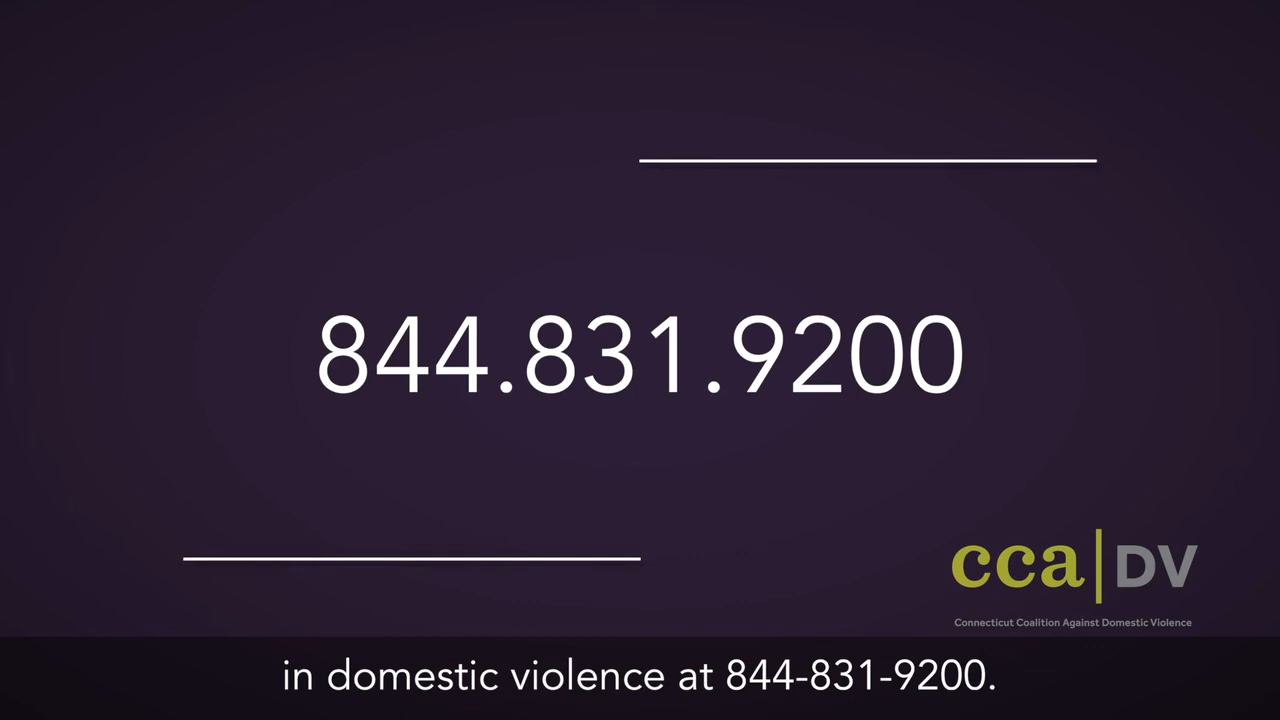 844.831.9200
cca|DV
Connecticut Coalition Against Domestic Violence
in domestic violence at 844-831-9200.